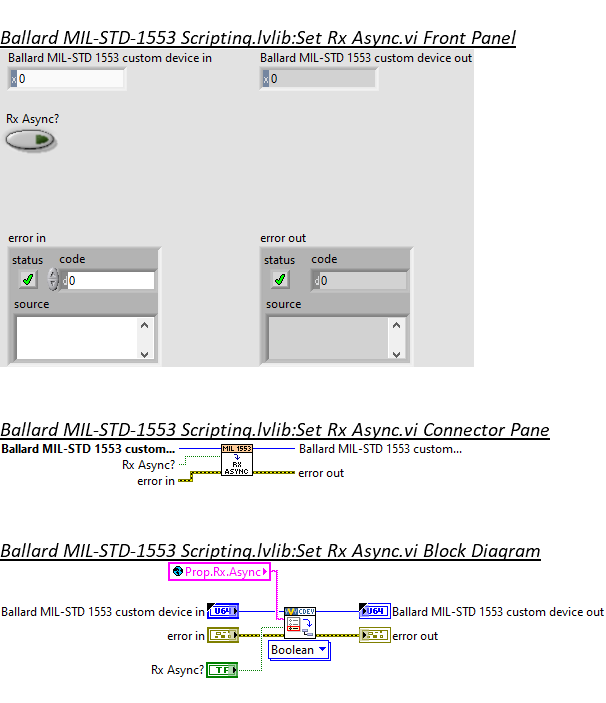 Ballard MIL-STD-1553 Scripting.lvlib:Set Rx Async.vi Front Panel
Ballard MIL-STD 1553 custom device in
Ballard MIL-STD 1553 custom device out
x 0
x 0
Rx Async?
error in
error out
status code
status code
d 0
d 0
source
source
Ballard MIL-STD-1553 Scripting.lvlib:Set Rx Async.vi Connector Pane
Ballard MIL-STD 1553 custom...
MIL 1553
Ballard MIL-STD 1553 custom...
Rx Async?
RX
ASYNC
error in
error out
Ballard MIL-STD-1553 Scripting.lvlib:Set Rx Async.vi Block Diagram
Prop.Rx.Async
Ballard MIL-STD 1553 custom device in
U64
CDEV
U64
Ballard MIL-STD 1553 custom device out
error in
error out
Boolean
Rx Async?
TF